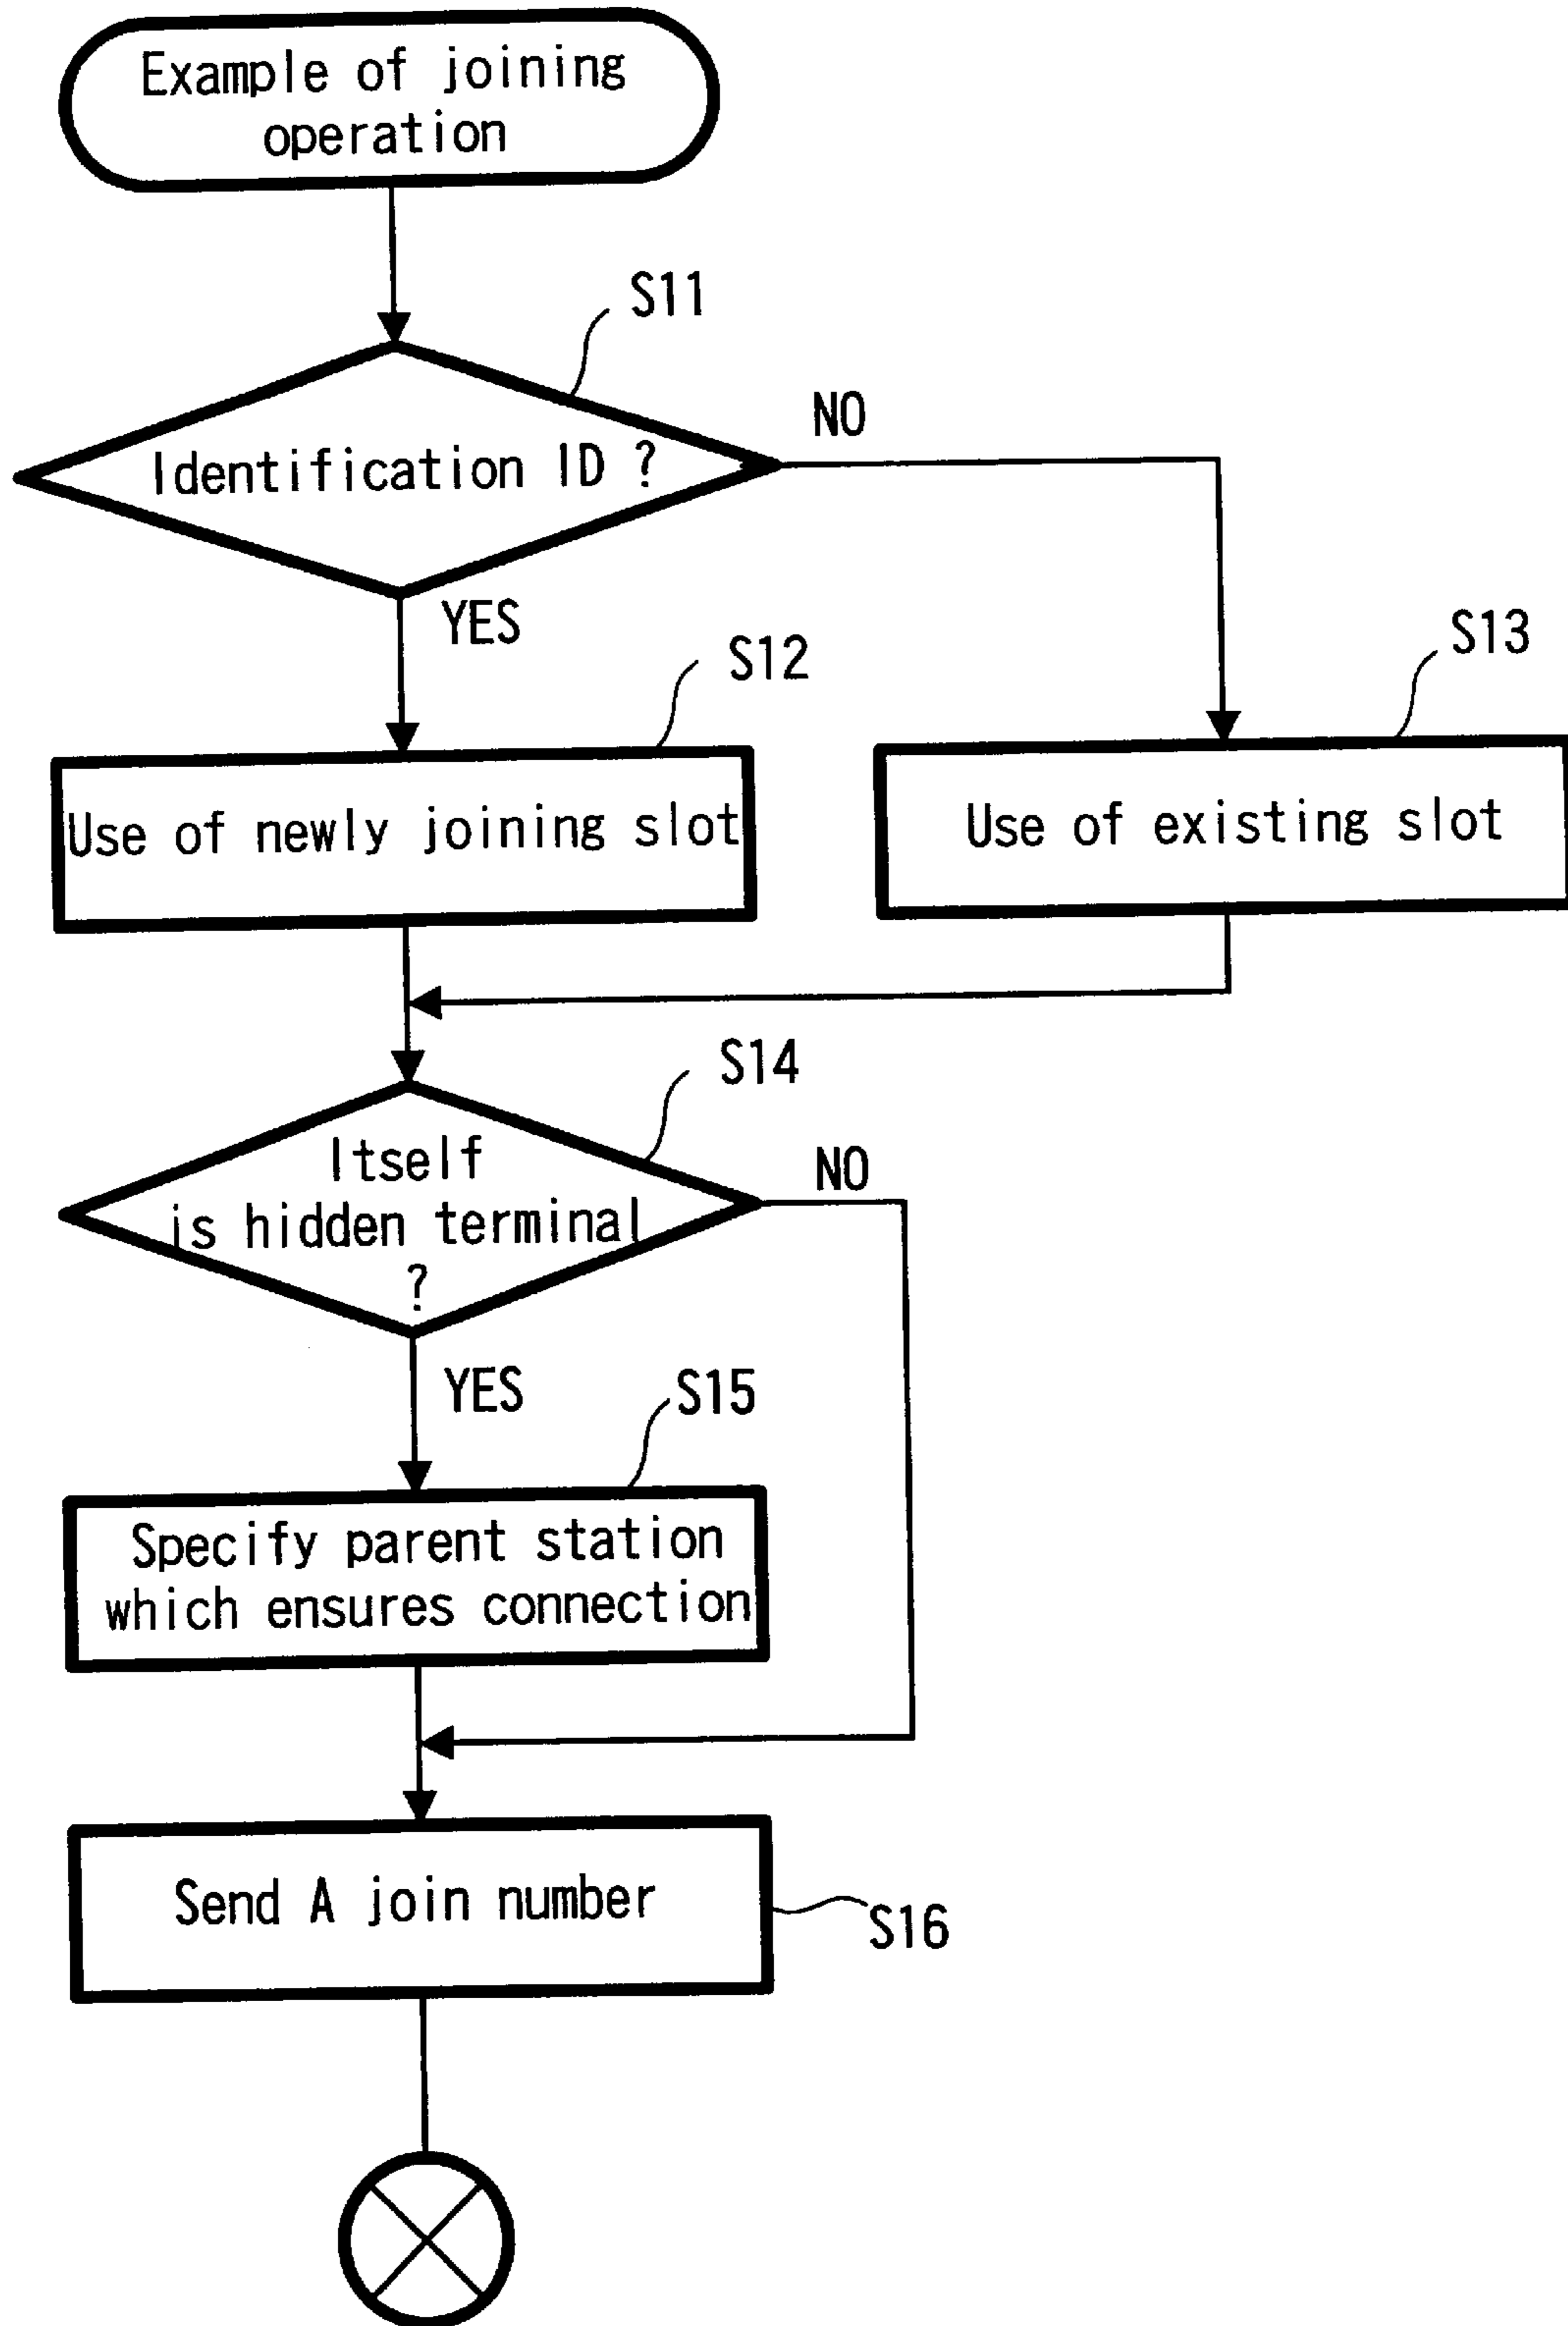 Example of joining
operation
S11
NO
Identification ID ?
YES
S12
S13
Use of newly joining slot
Use of existing slot
S14
Itself
is hidden terminal
?
NO
YES
S15
Specify parent station
which ensures connection
Send A join number
S16